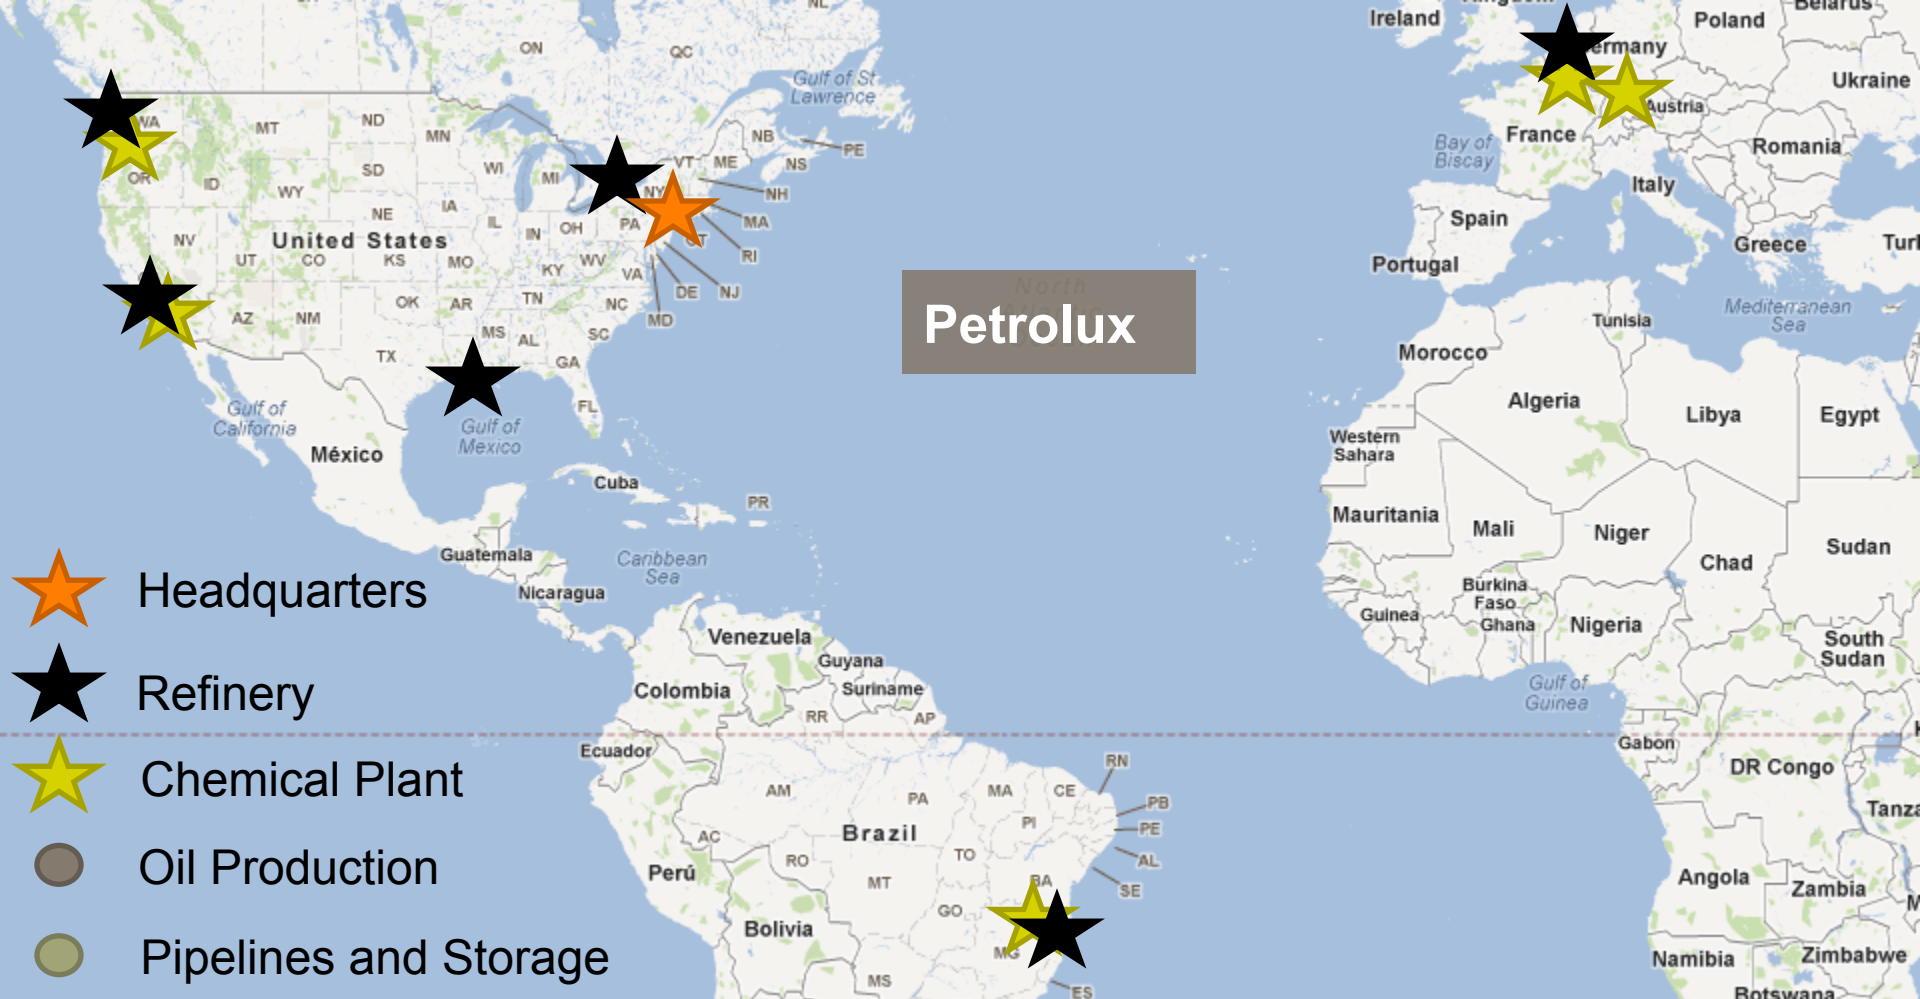 NL
Ireland
Poland
Belarus
ON
QC
ermany
Gulf of St
Lawrence
Ukraine
WA
MT
ND
MN
NB
PE
Austria
France
Bay of
Biscay
Romania
OR
ID
WY
SD
WI
MI
VT
ME
NS
NY
NH
Italy
NE
IA
IL
IN
OH
PA
MA
Spain
NV
United States
UT
CO
KS
MO
KY
WV
VA
CT
RI
Portugal
Greece
Turl
DE
NJ
North
Petrolux
Mediterranean
Sea
AZ
NM
OK
AR
TN
NC
MD
SC
Tunisia
MS
AL
TX
GA
Morocco
FL
Gulf of
California
Gulf of
Mexico
Algeria
Libya
Egypt
México
Western
Sahara
Cuba
PR
Mauritania
Mali
Niger
Chad
Sudan
Guatemala
Caribbean
Sea
Nicaragua
Burkina
Faso
Guinea
Ghana
Nigeria
South
Sudan
Headquarters
Venezuela
Guyana
Suriname
Colombia
RR
AP
Gulf of
Guinea
Refinery
Ecuador
Gabon
DR Congo
RN
AM
PA
MA
CE
PB
Tanza
Chemical Plant
PI
PE
Brazil
AC
RO
TO
AL
Perú
MT
BA
SE
Angola
Zambia
Oil Production
GO
Bolivia
MG
Namibia
Zimbabwe
Pipelines and Storage
MS
ES
Botswana